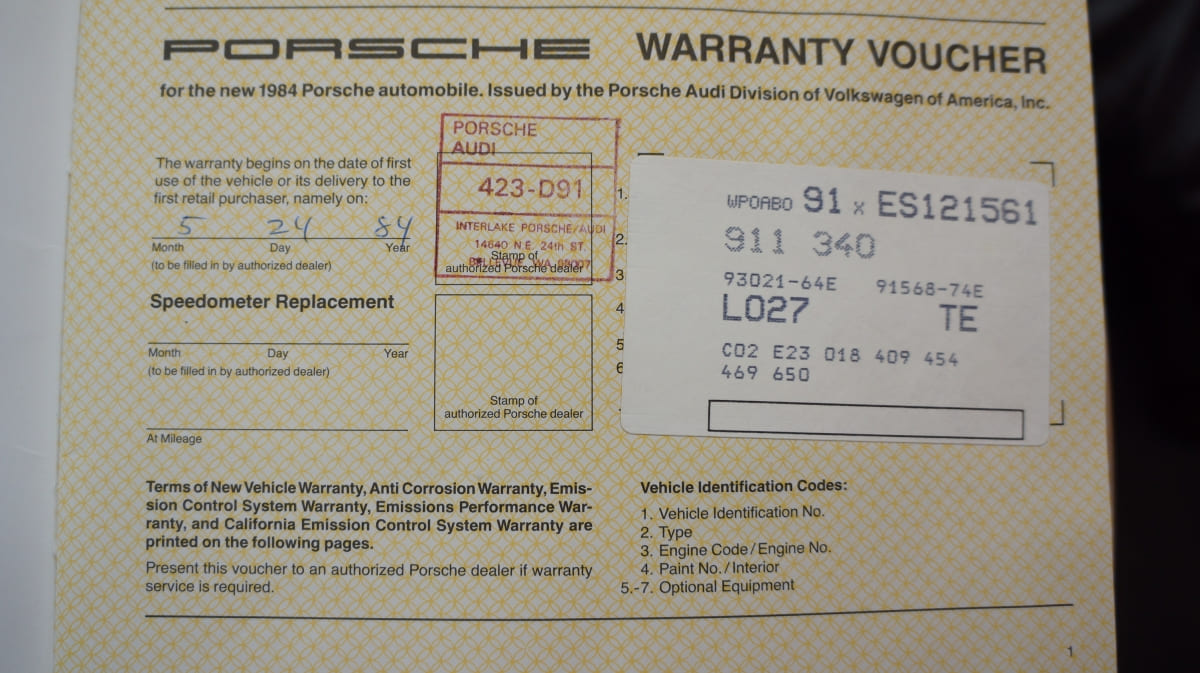 PORSCHE WARRANTY VOUCHER
for the new 1984 Porsche automobile. Issued by the Porsche Audi Division of Volkswagen of America, Inc.
The warranty begins on the date of first
use of the vehicle or its delivery to the
first retail purchaser, namely on:
5 24 84
Month Day Year
(to be filled in by authorized dealer)
Speedometer Replacement
Month Day Year
(to be filled in by authorized dealer)
At Mileage
PORSCHE
AUDI
423-D91
INTERLAKE PORSCHE/AUDI
14640 N.E. 24th ST.
BELLEVUE, WA 98007
Stamp of
authorized Porsche dealer
Stamp of
authorized Porsche dealer
1.
2.
3
4.
5
6
WPOABO 91 x ES121561
911 340
93021-64E 91568-74E
L027 TE
C02 E23 018 409 454
469 650
Terms of New Vehicle Warranty, Anti Corrosion Warranty, Emis-
sion Control System Warranty, Emissions Performance War-
ranty, and California Emission Control System Warranty are
printed on the following pages.
Present this voucher to an authorized Porsche dealer if warranty
service is required.
Vehicle Identification Codes:
1. Vehicle Identification No.
2. Type
3. Engine Code/Engine No.
4. Paint No./Interior
5.-7. Optional Equipment
1